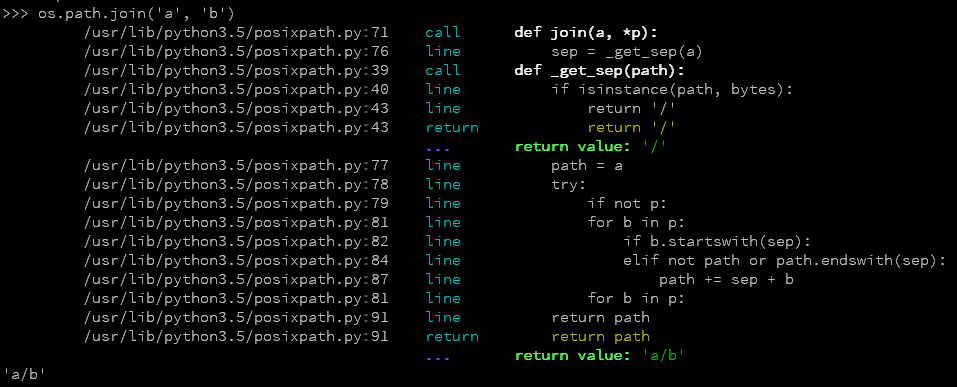 >>> os.path.join('a', 'b')
/usr/lib/python3.5/posixpath.py:71 call def join(a, *p):
/usr/lib/python3.5/posixpath.py:76 line sep = _get_sep(a)
/usr/lib/python3.5/posixpath.py:39 call def _get_sep(path):
/usr/lib/python3.5/posixpath.py:40 line if isinstance(path, bytes):
/usr/lib/python3.5/posixpath.py:43 line return '/'
/usr/lib/python3.5/posixpath.py:43 return return '/'
... return value: '/'
/usr/lib/python3.5/posixpath.py:77 line path = a
/usr/lib/python3.5/posixpath.py:78 line try:
/usr/lib/python3.5/posixpath.py:79 line if not p:
/usr/lib/python3.5/posixpath.py:81 line for b in p:
/usr/lib/python3.5/posixpath.py:82 line if b.startswith(sep):
/usr/lib/python3.5/posixpath.py:84 line elif not path or path.endswith(sep):
/usr/lib/python3.5/posixpath.py:87 line path += sep + b
/usr/lib/python3.5/posixpath.py:81 line for b in p:
/usr/lib/python3.5/posixpath.py:91 line return path
/usr/lib/python3.5/posixpath.py:91 return return path
... return value: 'a/b'
'a/b'